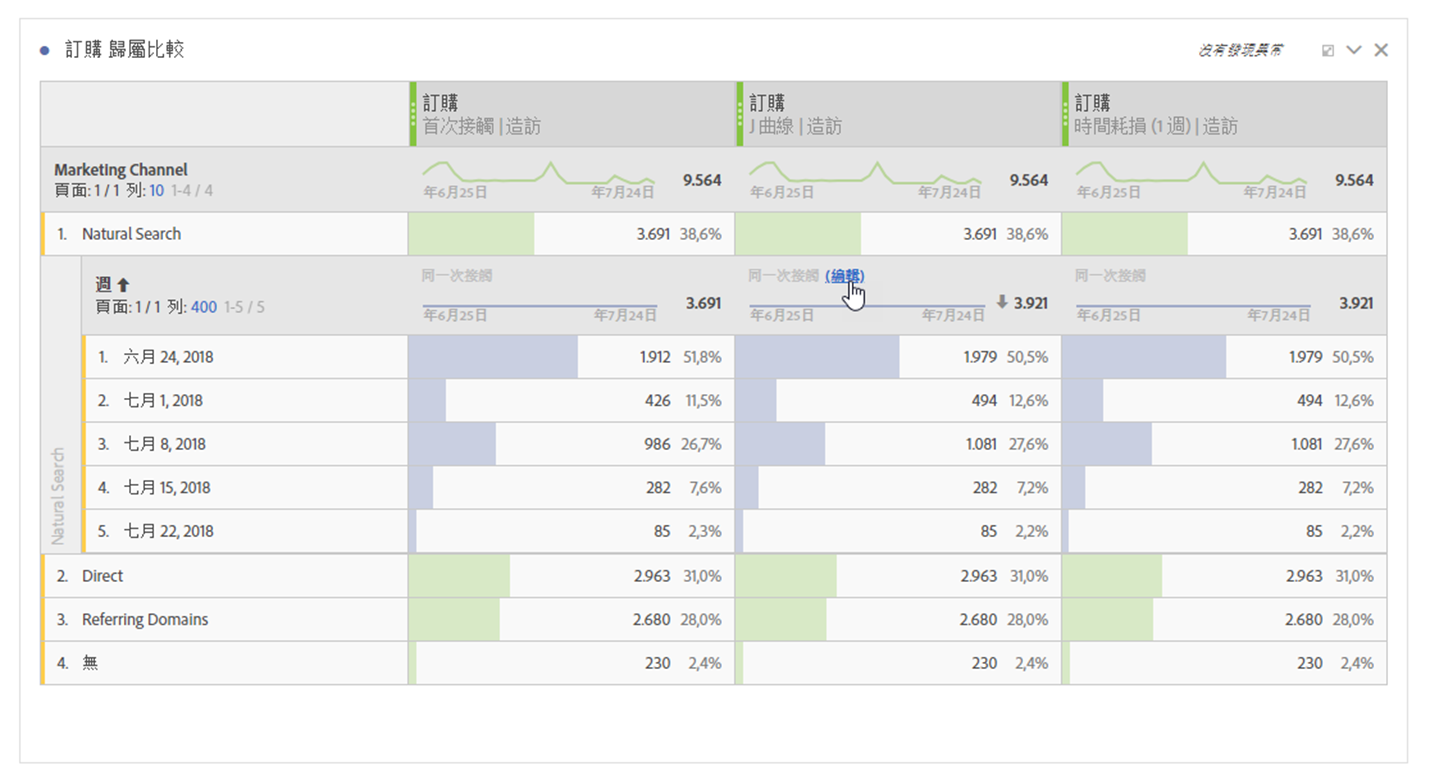 訂購 歸屬比較
沒有發現異常
訂購 訂購 訂購
首次接觸 | 造訪 J 曲線 | 造訪 時間耗損 (1 週) | 造訪
Marketing Channel
頁面: 1 / 1 列: 10 1-4 / 4
9.564 9.564 9.564
年6月25日 年7月24日 年6月25日 年7月24日 年6月25日 年7月24日
1. Natural Search 3.691 38,6% 3.691 38,6% 3.691 38,6%
Natural Search
同一次接觸 同一次接觸 (編輯) 同一次接觸
週
頁面: 1 / 1 列: 400 1-5 / 5
3.691 3.921 3.921
年6月25日 年7月24日 年6月25日 年7月24日 年6月25日 年7月24日
1. 六月 24, 2018 1.912 51,8% 1.979 50,5% 1.979 50,5%
2. 七月 1, 2018 426 11,5% 494 12,6% 494 12,6%
3. 七月 8, 2018 986 26,7% 1.081 27,6% 1.081 27,6%
4. 七月 15, 2018 282 7,6% 282 7,2% 282 7,2%
5. 七月 22, 2018 85 2,3% 85 2,2% 85 2,2%
2. Direct 2.963 31,0% 2.963 31,0% 2.963 31,0%
3. Referring Domains 2.680 28,0% 2.680 28,0% 2.680 28,0%
4. 無 230 2,4% 230 2,4% 230 2,4%